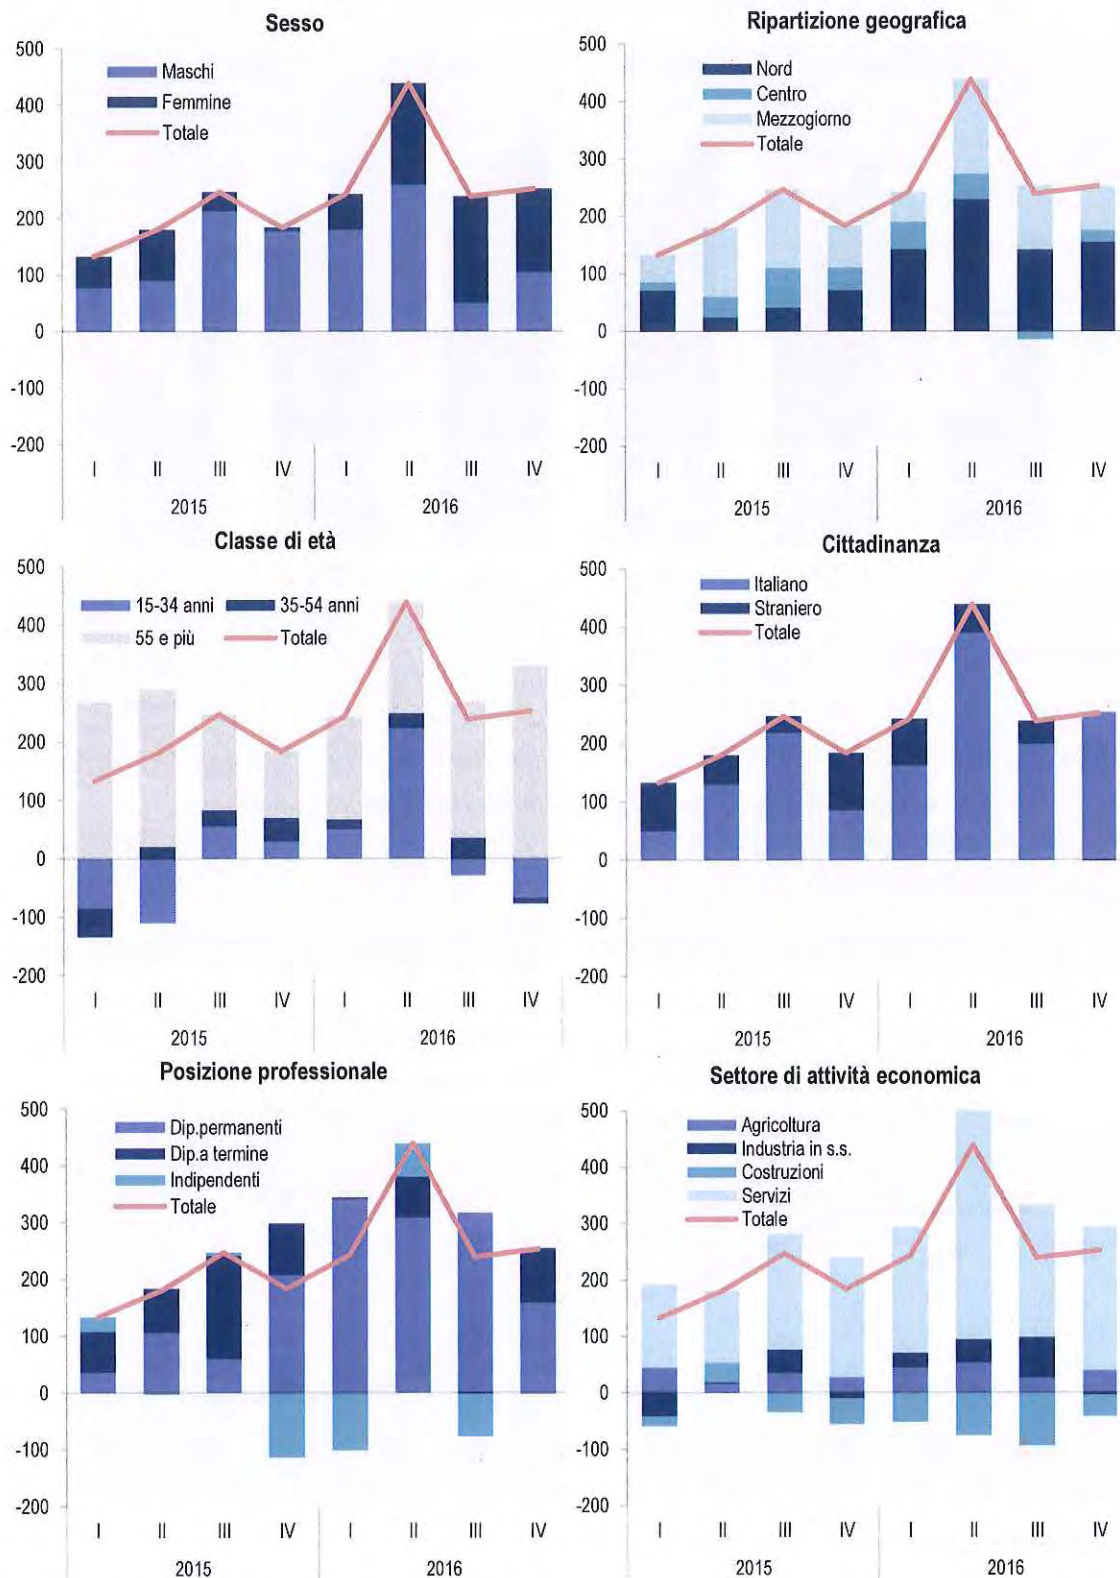 Sesso
500
400
300
200
100
0
-100
-200
Maschi
Femmine
Totale
I II III IV I II III IV
2015 2016
Ripartizione geografica
500
400
300
200
100
0
-100
-200
Nord
Centro
Mezzogiorno
Totale
I II III IV I II III IV
2015 2016
Classe di età
500
400
300
200
100
0
-100
-200
15-34 anni 35-54 anni
55 e più Totale
I II III IV I II III IV
2015 2016
Cittadinanza
500
400
300
200
100
0
-100
-200
Italiano
Straniero
Totale
I II III IV I II III IV
2015 2016
Posizione professionale
500
400
300
200
100
0
-100
-200
Dip.permanenti
Dip.a termine
Indipendenti
Totale
I II III IV I II III IV
2015 2016
Settore di attività economica
500
400
300
200
100
0
-100
-200
Agricoltura
Industria in s.s.
Costruzioni
Servizi
Totale
I II III IV I II III IV
2015 2016